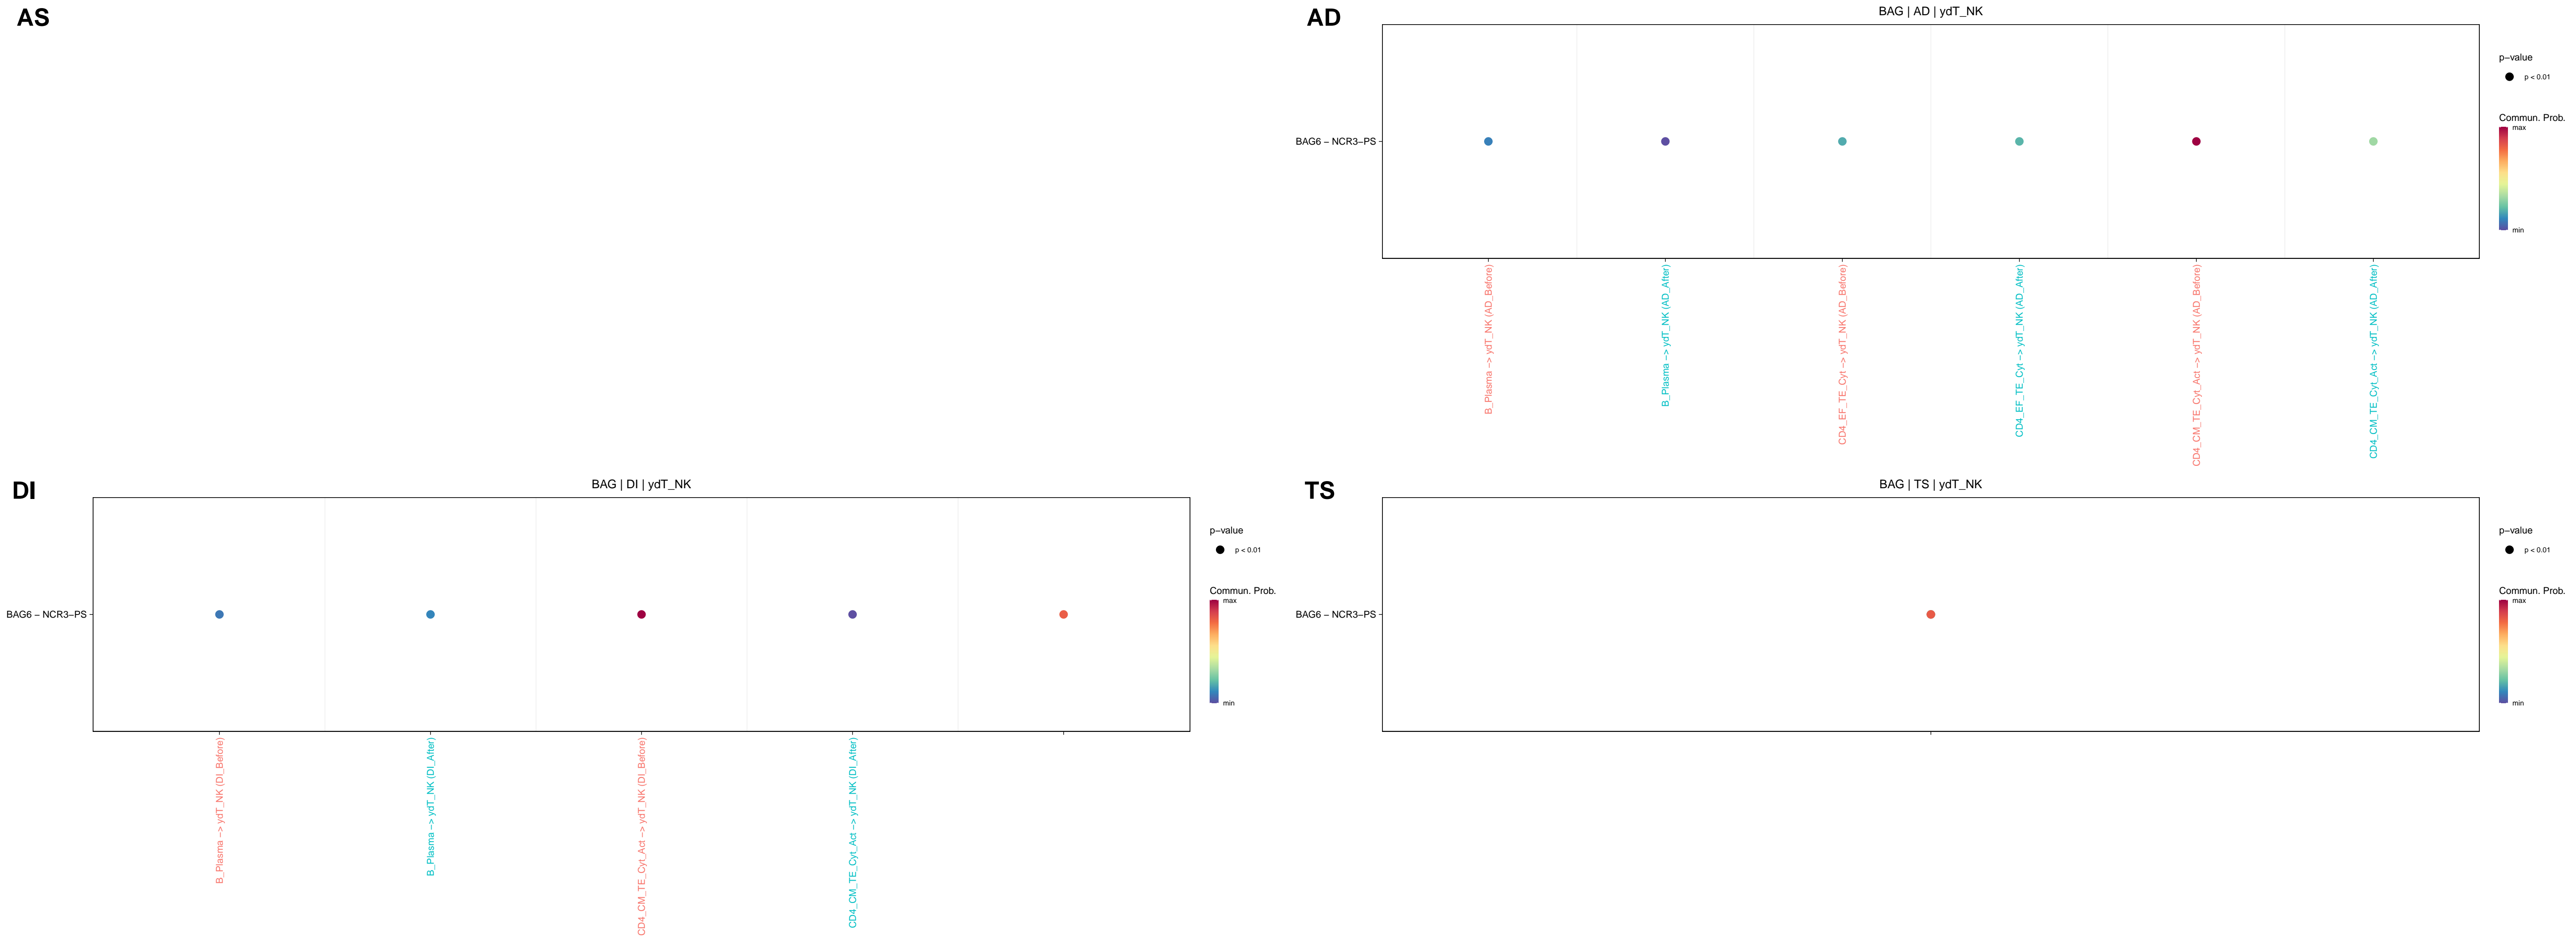 AS
AD
BAG | AD | ydT_NK
BAG6 – NCR3–PS
B_Plasma –> ydT_NK (AD_Before)
B_Plasma –> ydT_NK (AD_After)
CD4_EF_TE_Cyt –> ydT_NK (AD_Before)
CD4_EF_TE_Cyt –> ydT_NK (AD_After)
CD4_CM_TE_Cyt_Act –> ydT_NK (AD_Before)
CD4_CM_TE_Cyt_Act –> ydT_NK (AD_After)
p–value
p < 0.01
Commun. Prob.
max
min
DI
BAG | DI | ydT_NK
BAG6 – NCR3–PS
B_Plasma –> ydT_NK (DI_Before)
B_Plasma –> ydT_NK (DI_After)
CD4_CM_TE_Cyt_Act –> ydT_NK (DI_Before)
CD4_CM_TE_Cyt_Act –> ydT_NK (DI_After)
p–value
p < 0.01
Commun. Prob.
max
min
TS
BAG | TS | ydT_NK
BAG6 – NCR3–PS
p–value
p < 0.01
Commun. Prob.
max
min